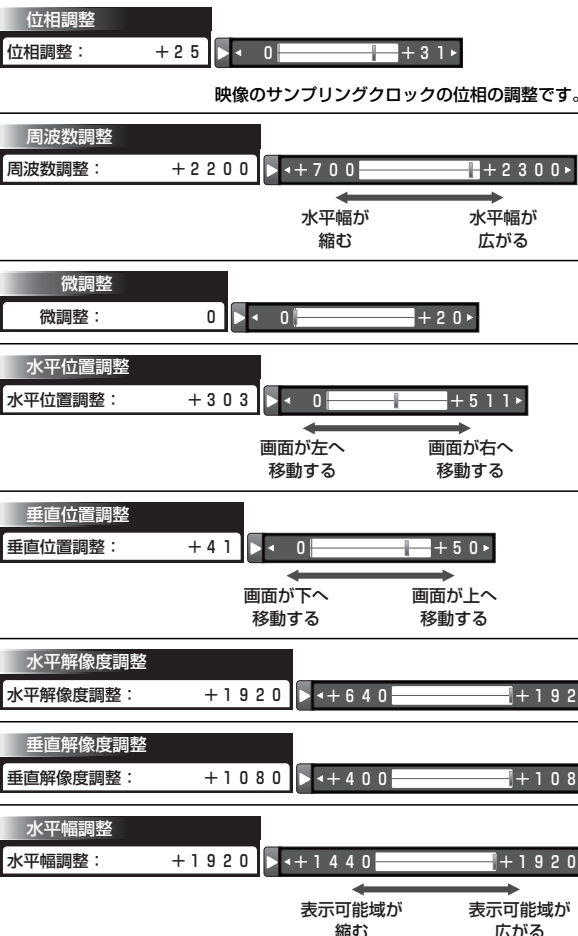 位相調整
位相調整： ＋２５ 0 ＋３１
映像のサンプリングクロックの位相の調整です。
周波数調整
周波数調整： ＋２２００ ＋７００ ＋２３００
水平幅が 水平幅が
縮む 広がる
微調整
微調整： 0 0 ＋２０
水平位置調整
水平位置調整： ＋３０３ 0 ＋５１１
画面が左へ 画面が右へ
移動する 移動する
垂直位置調整
垂直位置調整： ＋４１ 0 ＋５０
画面が下へ 画面が上へ
移動する 移動する
水平解像度調整
水平解像度調整： ＋１９２０ ＋６４０ ＋１９２
垂直解像度調整
垂直解像度調整： ＋１０８０ ＋４００ ＋１０８
水平幅調整
水平幅調整： ＋１９２０ ＋１４４０ ＋１９２０
表示可能域が 表示可能域が
縮む 広がる